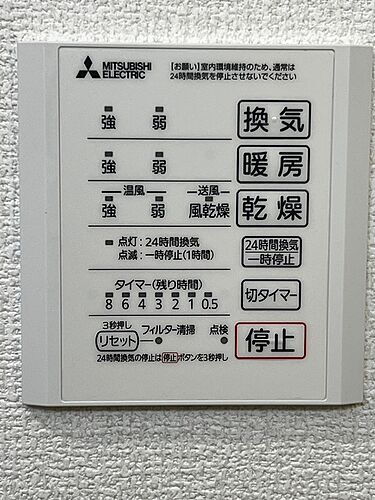 MITSUBISHI
ELECTRIC
【お願い】室内環境維持のため、通常は
24時間換気を停止させないでください
強 弱 換気
強 弱 暖房
温風 送風
強 弱 風乾燥 乾燥
点灯:24時間換気
点滅:一時停止(1時間)
24時間換気
一時停止
タイマー(残り時間)
8 6 4 3 2 1 0.5
切タイマー
3秒押し
リセット フィルター清掃 点検
停止
24時間換気の停止は停止ボタンを3秒押し